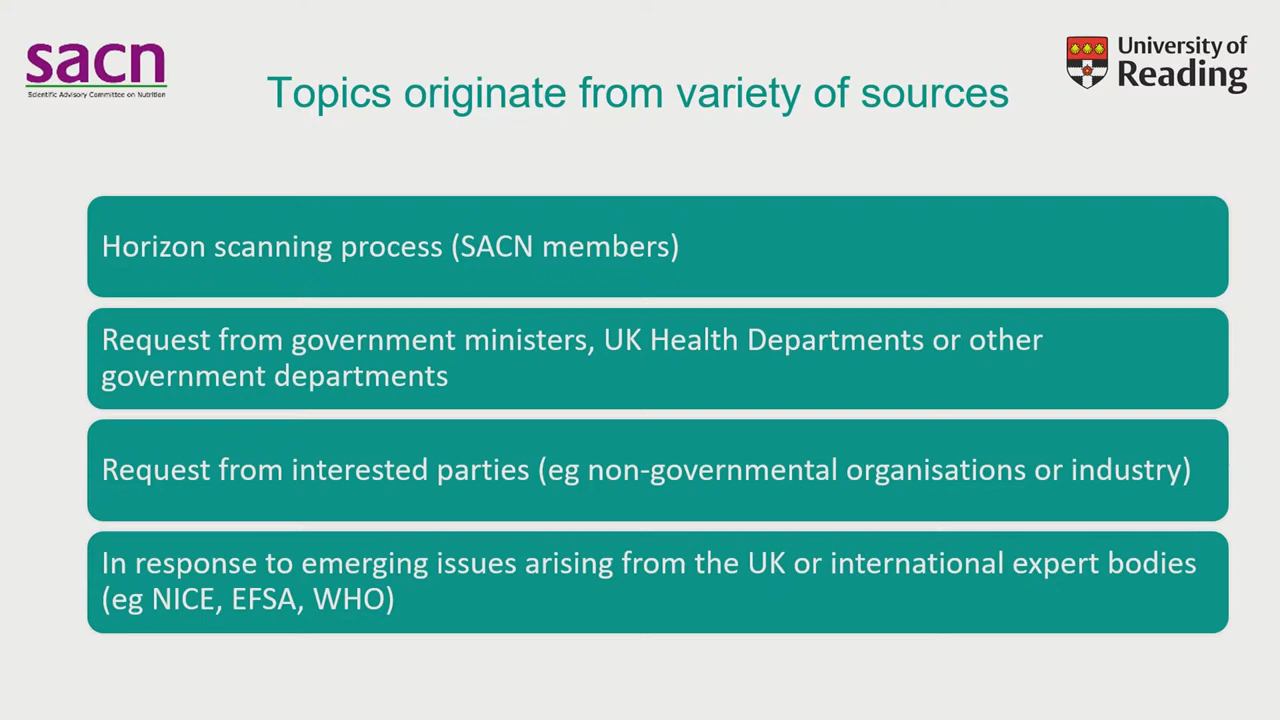 sacn
Scientific Advisory Committee on Nutrition
University of
Reading
Topics originate from variety of sources
Horizon scanning process (SACN members)
Request from government ministers, UK Health Departments or other
government departments
Request from interested parties (eg non-governmental organisations or industry)
In response to emerging issues arising from the UK or international expert bodies
(eg NICE, EFSA, WHO)